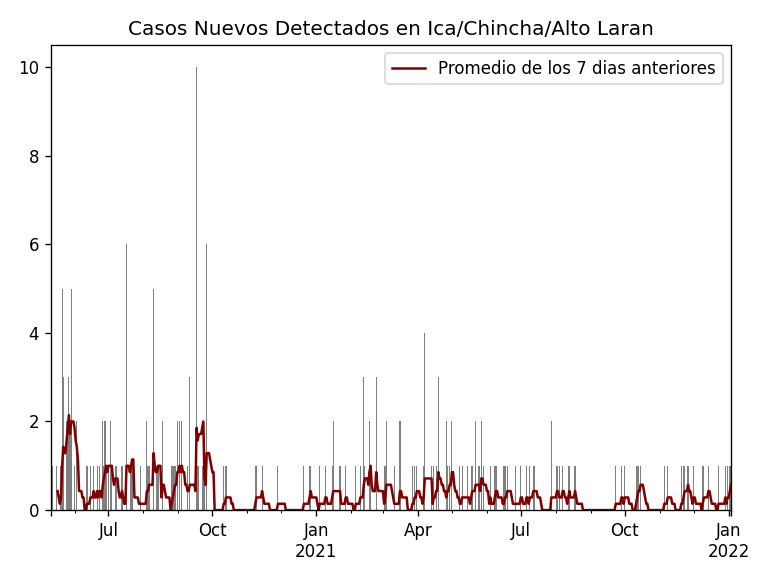 Casos Nuevos Detectados en Ica/Chincha/Alto Laran
Promedio de los 7 dias anteriores
10
8
6
4
2
0
Jul Oct Jan Apr Jul Oct Jan
2021 2022